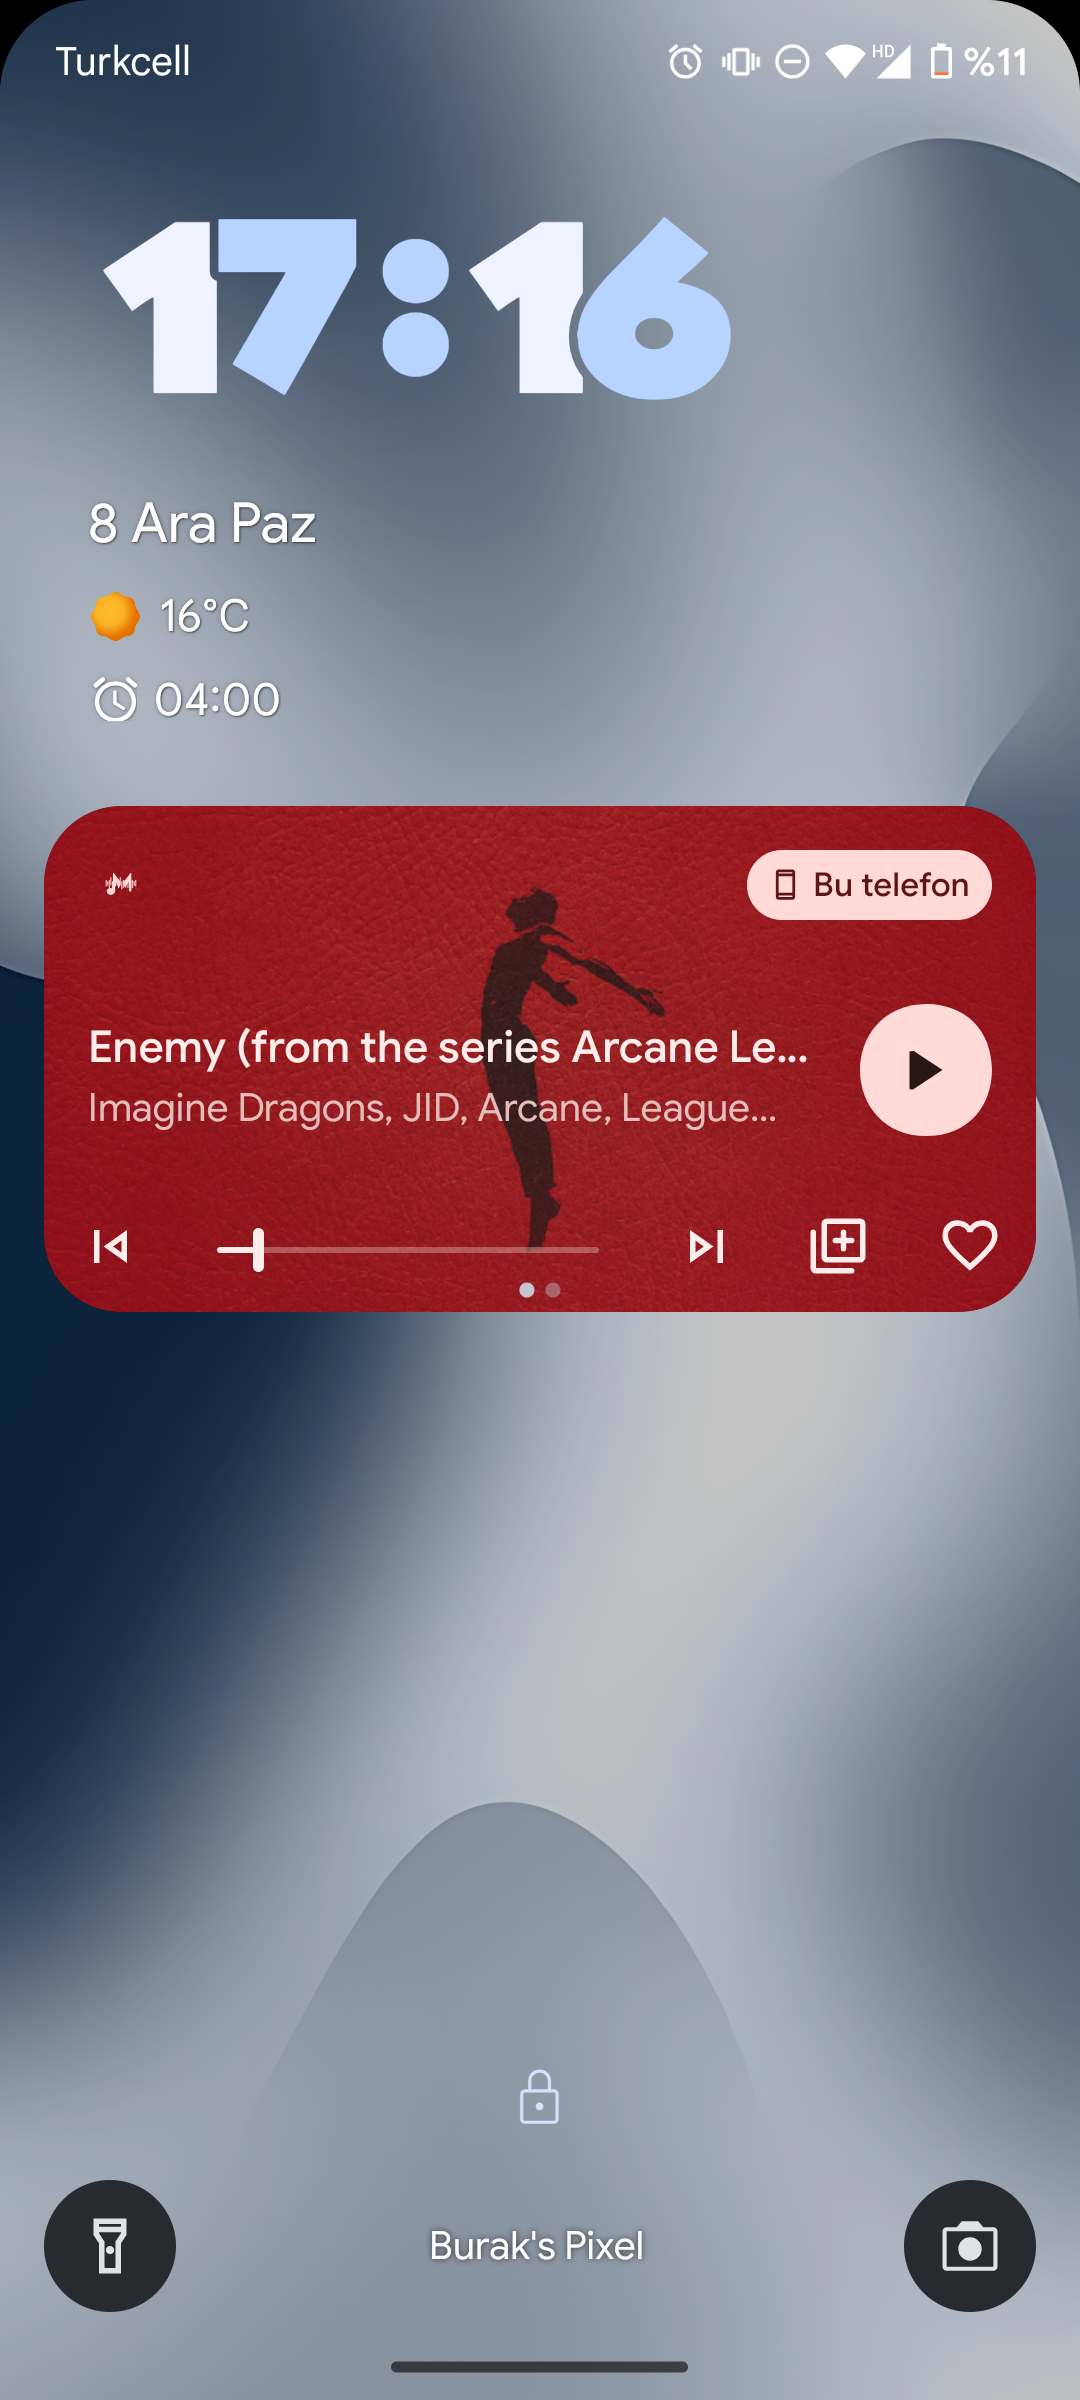 Turkcell
HD
%11
17:16
8 Ara Paz
16°C
04:00
Bu telefon
Enemy (from the series Arcane Le...
Imagine Dragons, JID, Arcane, League...
Burak's Pixel